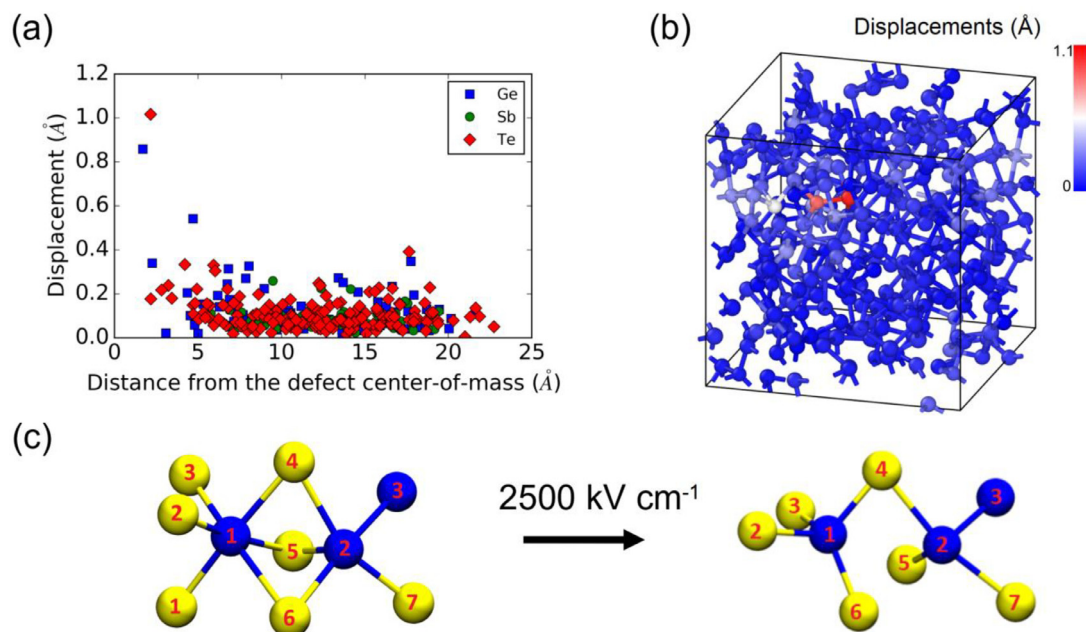 (a)
1.2
1.0
0.8
0.6
0.4
0.2
0.0
Displacement (Å)
Ge
Sb
Te
0 5 10 15 20 25
Distance from the defect center-of-mass (Å)
(b)
Displacements (Å)
1.1
0
(c)
3
4
3
2
1
5
2
1
6
7
2500 kV cm⁻¹
4
3
3
2
1
2
5
6
7